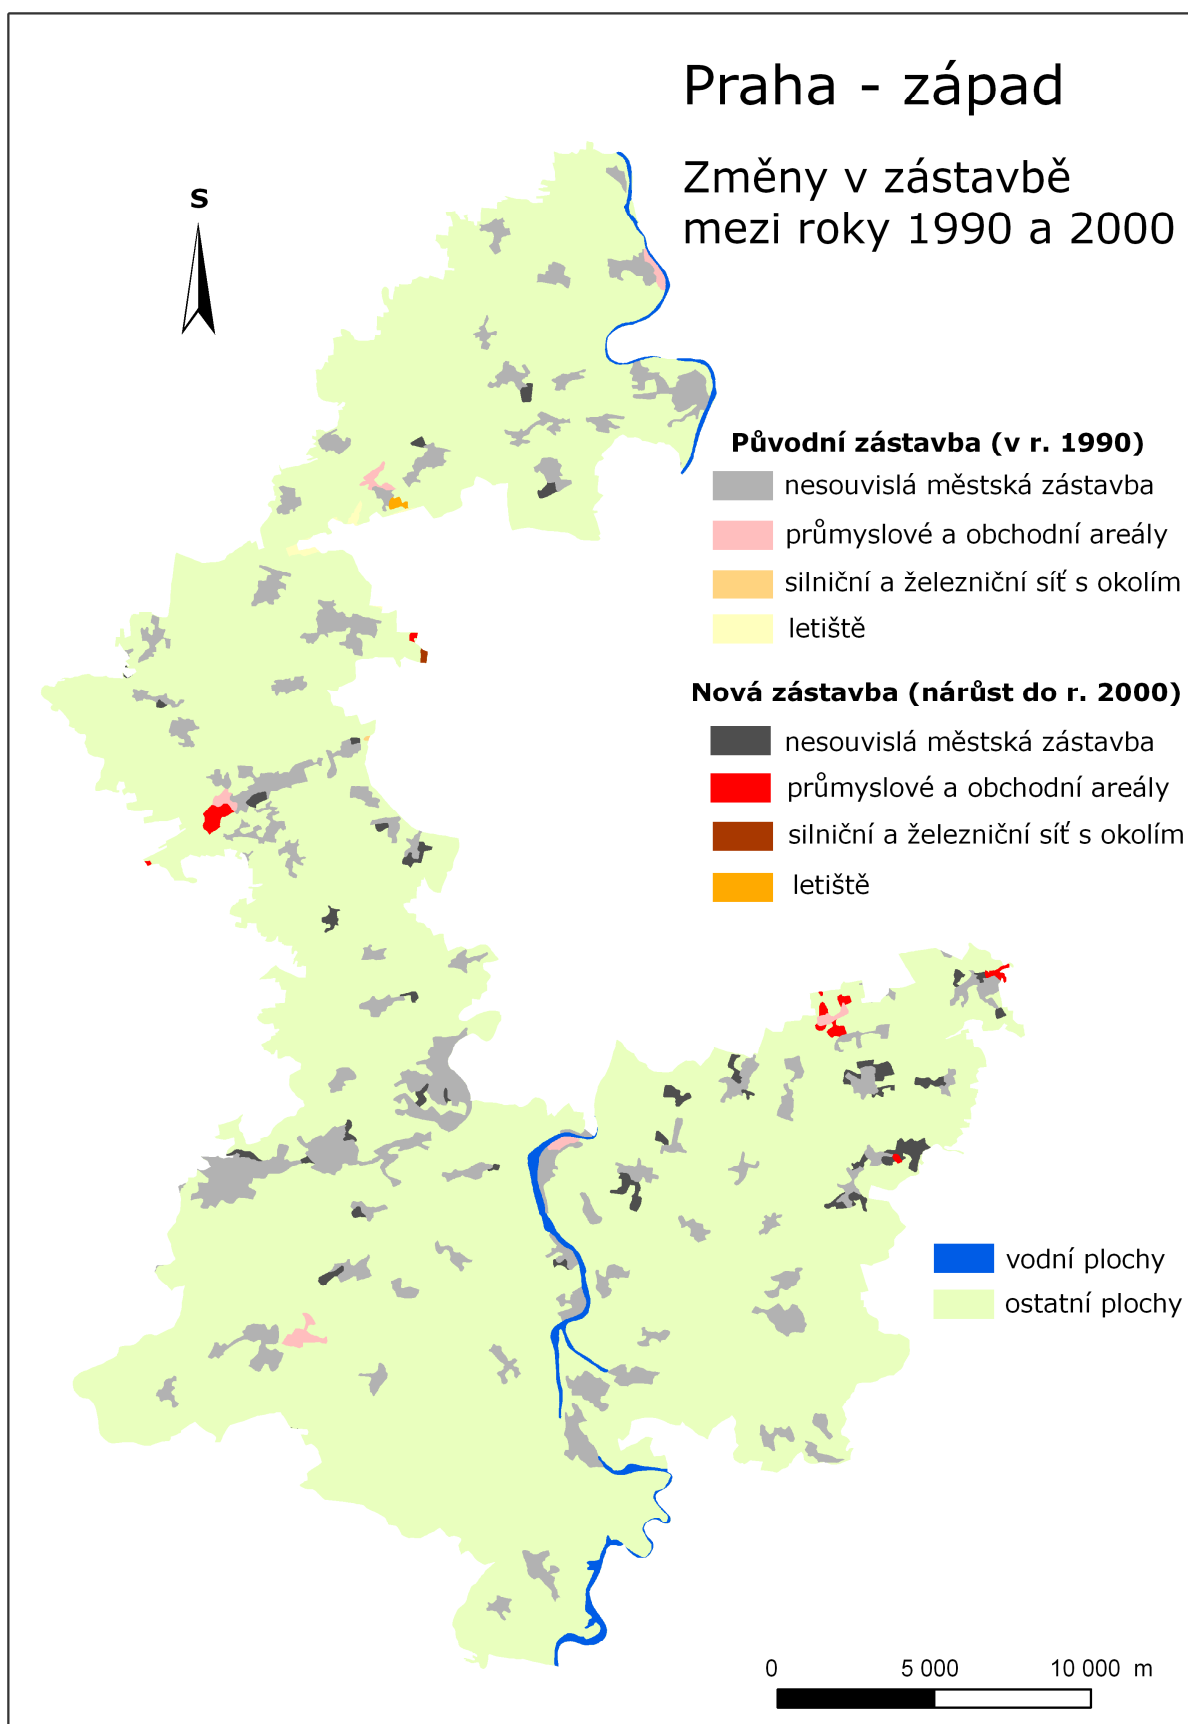 Praha - západ
Změny v zástavbě
mezi roky 1990 a 2000
S
Původní zástavba (v r. 1990)
nesouvislá městská zástavba
průmyslové a obchodní areály
silniční a železniční síť s okolím
letiště
Nová zástavba (nárůst do r. 2000)
nesouvislá městská zástavba
průmyslové a obchodní areály
silniční a železniční síť s okolím
letiště
vodní plochy
ostatní plochy
0 5 000 10 000 m